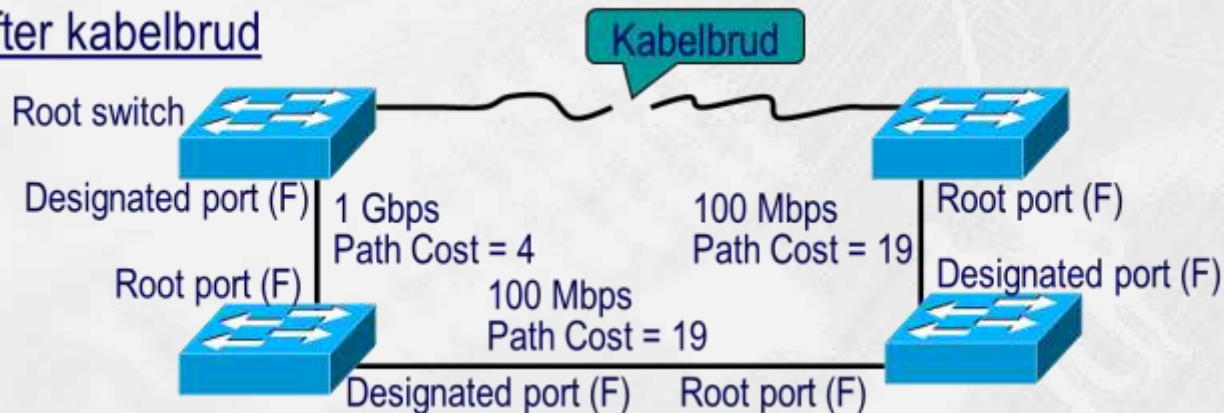 kabelbrud
Kabelbrud
Root switch
Designated port (F)
1 Gbps
Path Cost = 4
100 Mbps
Path Cost = 19
Root port (F)
Root port (F)
100 Mbps
Path Cost = 19
Designated port (F)
Designated port (F)
Root port (F)